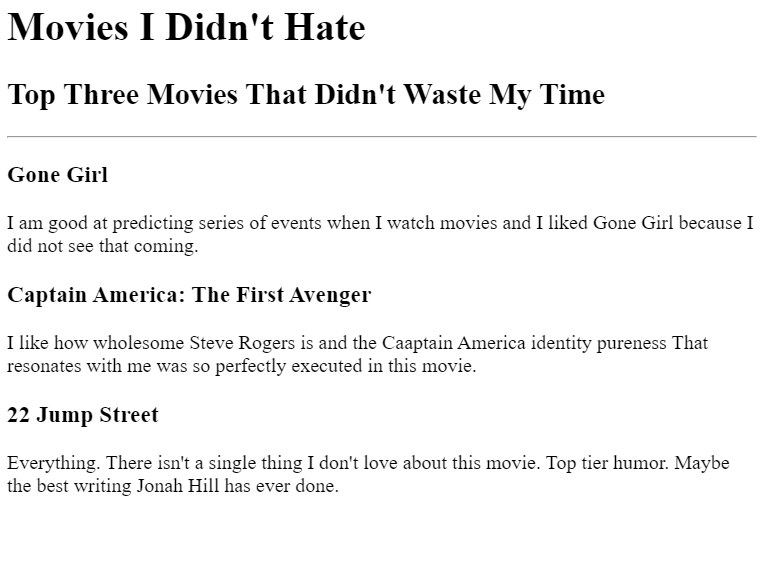 Movies I Didn't Hate
Top Three Movies That Didn't Waste My Time
Gone Girl
I am good at predicting series of events when I watch movies and I liked Gone Girl because I
did not see that coming.
Captain America: The First Avenger
I like how wholesome Steve Rogers is and the Caaptain America identity pureness That
resonates with me was so perfectly executed in this movie.
22 Jump Street
Everything. There isn't a single thing I don't love about this movie. Top tier humor. Maybe
the best writing Jonah Hill has ever done.